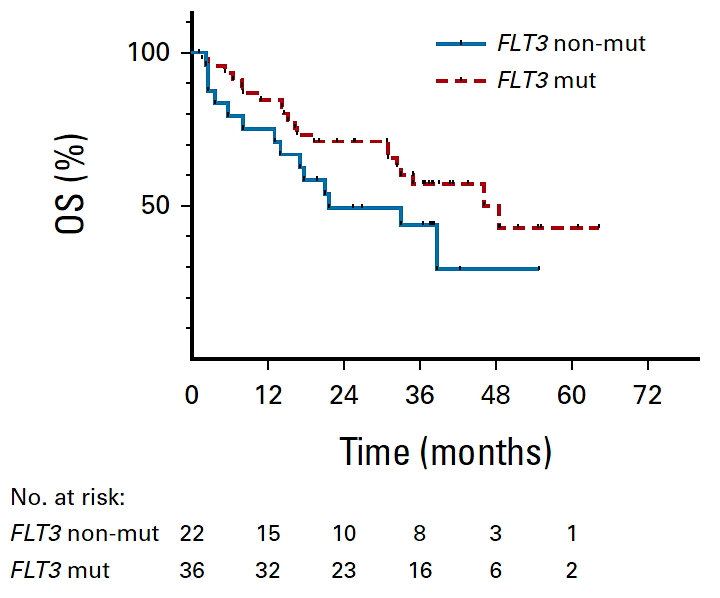 FLT3 non-mut
FLT3 mut
100
50
OS (%)
0 12 24 36 48 60 72
Time (months)
No. at risk:
FLT3 non-mut 22 15 10 8 3 1
FLT3 mut 36 32 23 16 6 2